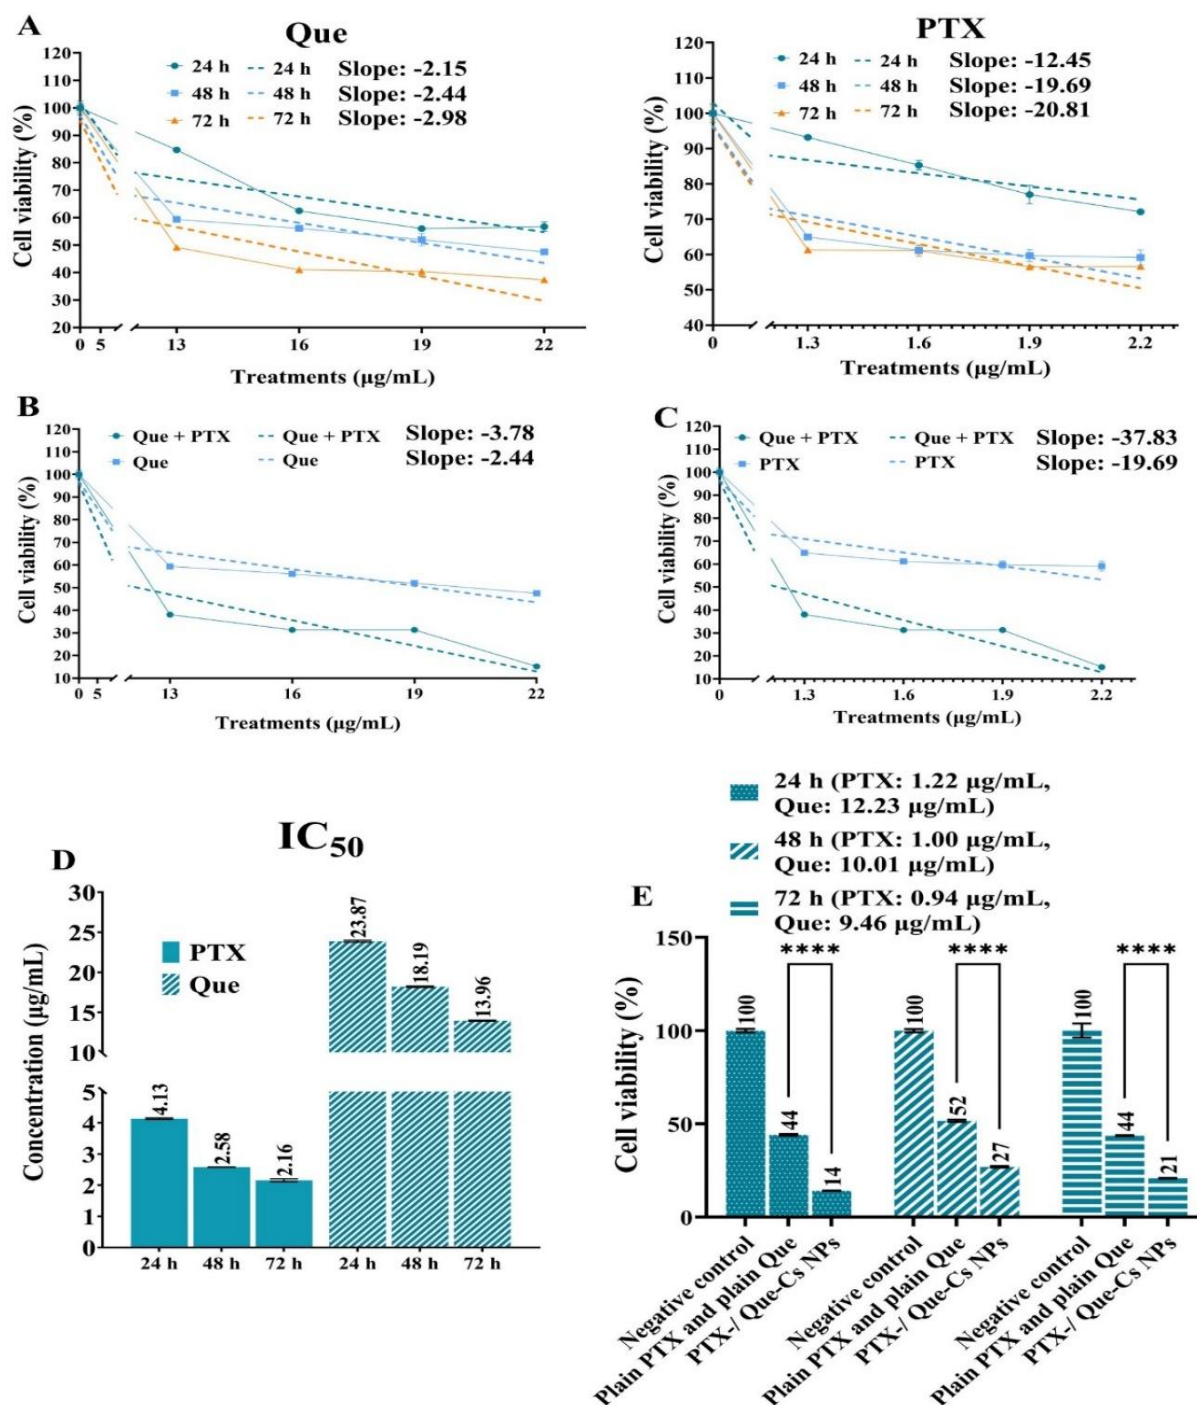 A
Que
24 h 24 h Slope: -2.15
48 h 48 h Slope: -2.44
72 h 72 h Slope: -2.98
Cell viability (%)
120
110
100
90
80
70
60
50
40
30
20
0 5 13 16 19 22
Treatments (µg/mL)
PTX
24 h 24 h Slope: -12.45
48 h 48 h Slope: -19.69
72 h 72 h Slope: -20.81
Cell viability (%)
120
110
100
90
80
70
60
50
40
0 1.3 1.6 1.9 2.2
Treatments (µg/mL)
B
Que + PTX Que + PTX Slope: -3.78
Que Que Slope: -2.44
Cell viability (%)
120
110
100
90
80
70
60
50
40
30
20
10
0 5 13 16 19 22
Treatments (µg/mL)
C
Que + PTX Que + PTX Slope: -37.83
PTX PTX Slope: -19.69
Cell viability (%)
120
110
100
90
80
70
60
50
40
30
20
10
0 1.3 1.6 1.9 2.2
Treatments (µg/mL)
D
IC50
PTX
Que
Concentration (µg/mL)
30
25
20
15
10
5
4
3
2
1
0
4.13
2.58
2.16
23.87
18.19
13.96
24 h 48 h 72 h 24 h 48 h 72 h
E
24 h (PTX: 1.22 µg/mL,
Que: 12.23 µg/mL)
48 h (PTX: 1.00 µg/mL,
Que: 10.01 µg/mL)
72 h (PTX: 0.94 µg/mL,
Que: 9.46 µg/mL)
Cell viability (%)
150
100
50
0
**** **** ****
100
44
14
100
52
27
100
44
21
Negative control
Plain PTX and plain Que
PTX-/ Que-Cs NPs
Negative control
Plain PTX and plain Que
PTX-/ Que-Cs NPs
Negative control
Plain PTX and plain Que
PTX-/ Que-Cs NPs